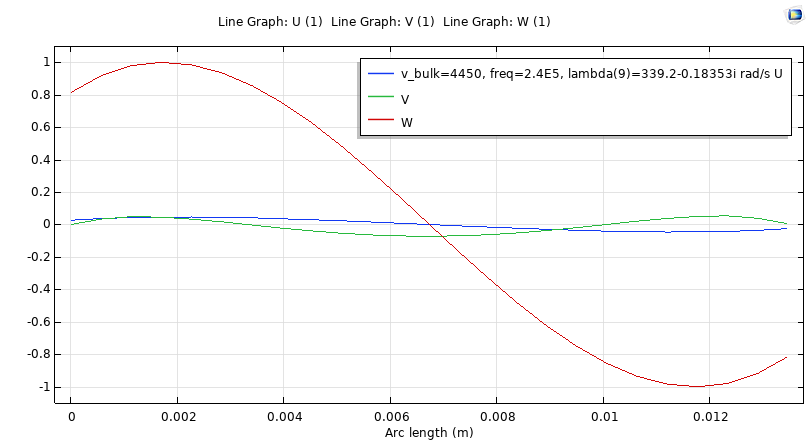 Line Graph: U (1) Line Graph: V (1) Line Graph: W (1)
v_bulk=4450, freq=2.4E5, lambda(9)=339.2-0.18353i rad/s U
V
W
1
0.8
0.6
0.4
0.2
0
-0.2
-0.4
-0.6
-0.8
-1
0 0.002 0.004 0.006 0.008 0.01 0.012
Arc length (m)